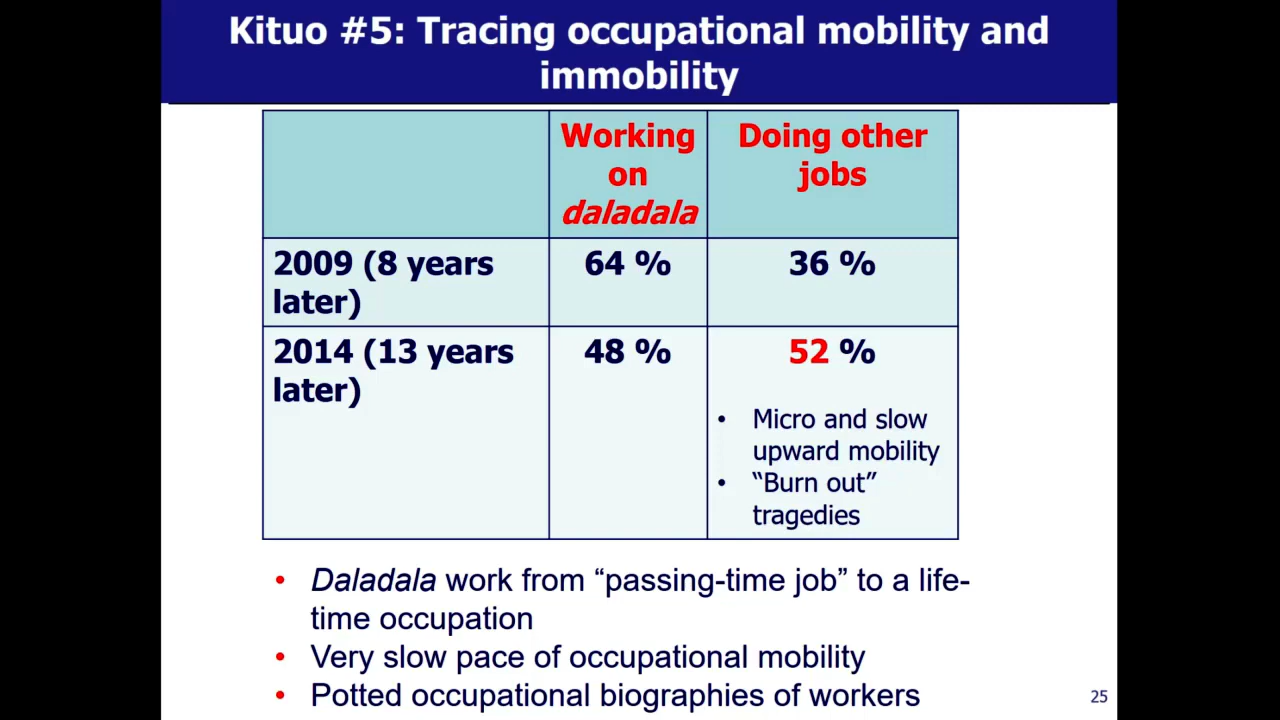 Kituo #5: Tracing occupational mobility and
immobility
Working
on
daladala
Doing other
jobs
2009 (8 years
later)
64 %
36 %
2014 (13 years
later)
48 %
52 %
• Micro and slow
upward mobility
• “Burn out”
tragedies
• Daladala work from “passing-time job” to a life-
time occupation
• Very slow pace of occupational mobility
• Potted occupational biographies of workers
25